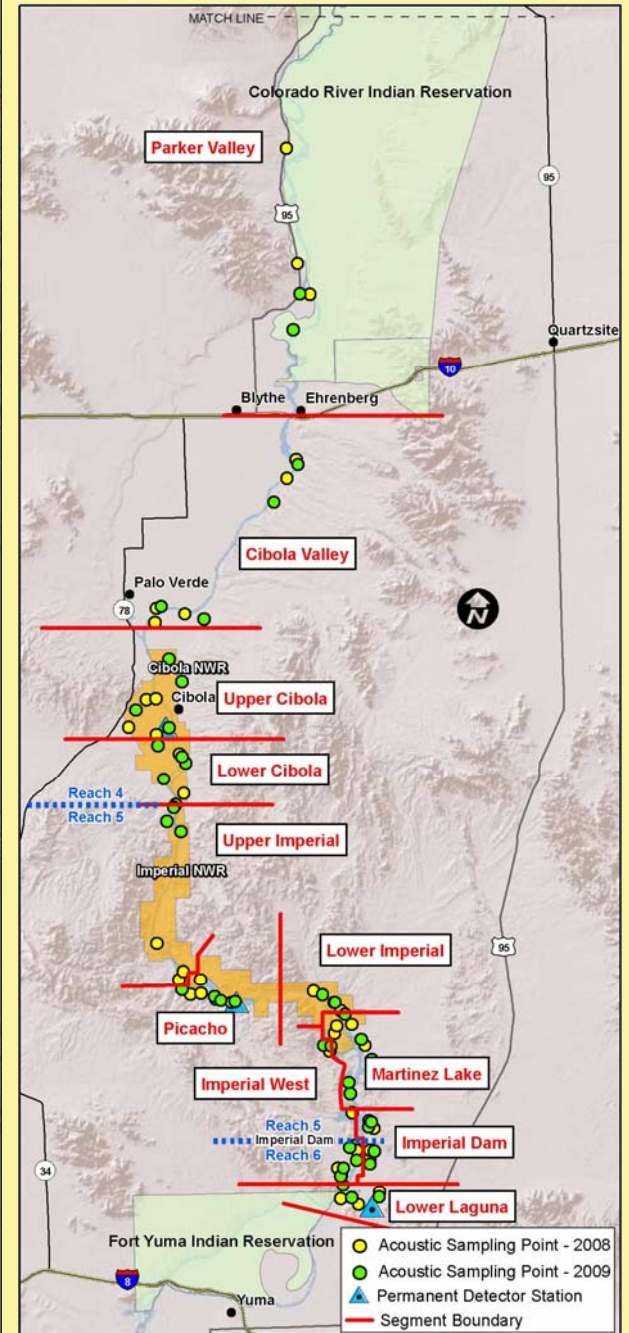 MATCH LINE
Colorado River Indian Reservation
Parker Valley
95
95
Quartzsite
10
Blythe
Ehrenberg
Cibola Valley
Palo Verde
78
N
Cibola NWR
Cibola
Upper Cibola
Lower Cibola
Reach 4
Reach 5
Upper Imperial
Imperial NWR
95
Lower Imperial
Picacho
Imperial West
Martinez Lake
Reach 5
Imperial Dam
Reach 6
Imperial Dam
34
Lower Laguna
Fort Yuma Indian Reservation
8
Yuma
Acoustic Sampling Point - 2008
Acoustic Sampling Point - 2009
Permanent Detector Station
Segment Boundary